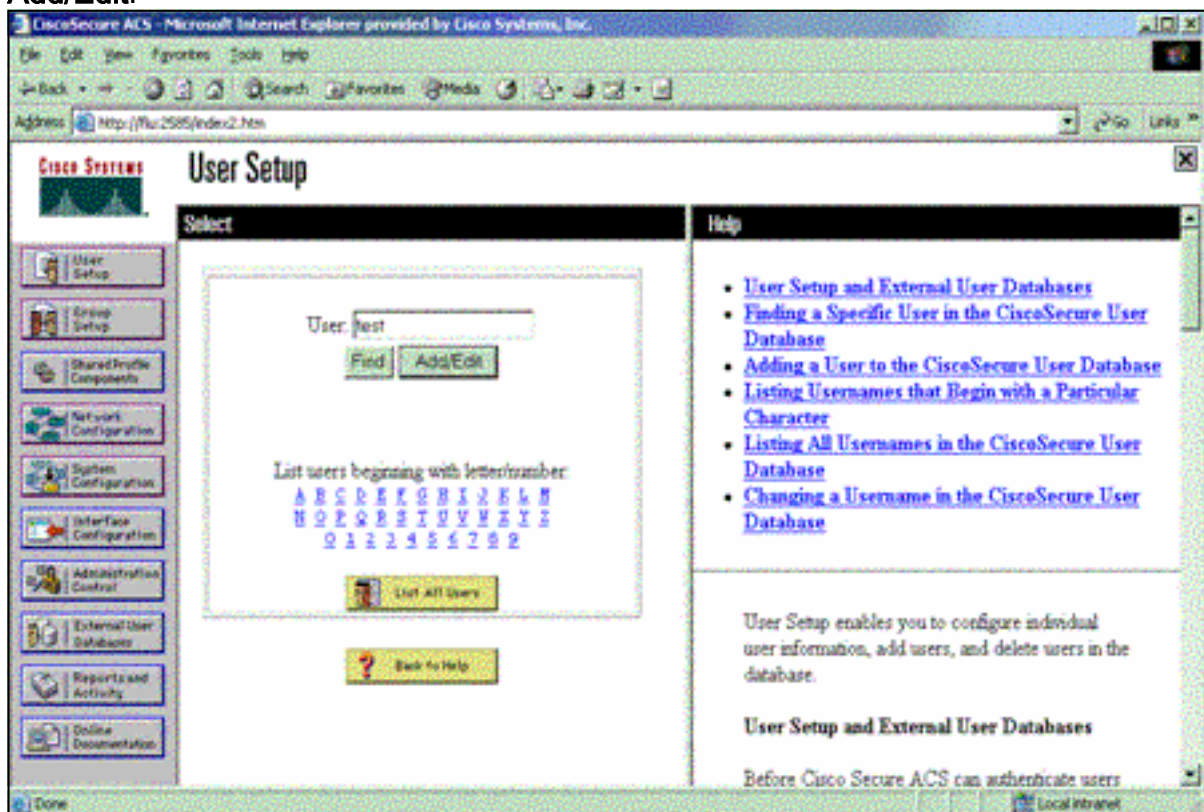 Add/Edit.
CiscoSecure ACS - Microsoft Internet Explorer provided by Cisco Systems, Inc.
File Edit View Favorites Tools Help
Back Search Favorites Media
Address http://flu:2585/index2.htm Go Links »
CISCO SYSTEMS
User Setup
Select
Help
User Setup
Group Setup
Shared Profile Components
Network Configuration
System Configuration
Interface Configuration
Administration Control
External User Databases
Reports and Activity
Online Documentation
User: test
Find Add/Edit
List users beginning with letter/number:
A B C D E F G H I J K L M
N O P Q R S T U V W X Y Z
0 1 2 3 4 5 6 7 8 9
List All Users
Back to Help
User Setup and External User Databases
Finding a Specific User in the CiscoSecure User
Database
Adding a User to the CiscoSecure User Database
Listing Usernames that Begin with a Particular
Character
Listing All Usernames in the CiscoSecure User
Database
Changing a Username in the CiscoSecure User
Database
User Setup enables you to configure individual
user information, add users, and delete users in the
database.
User Setup and External User Databases
Before Cisco Secure ACS can authenticate users
Done
Local intranet